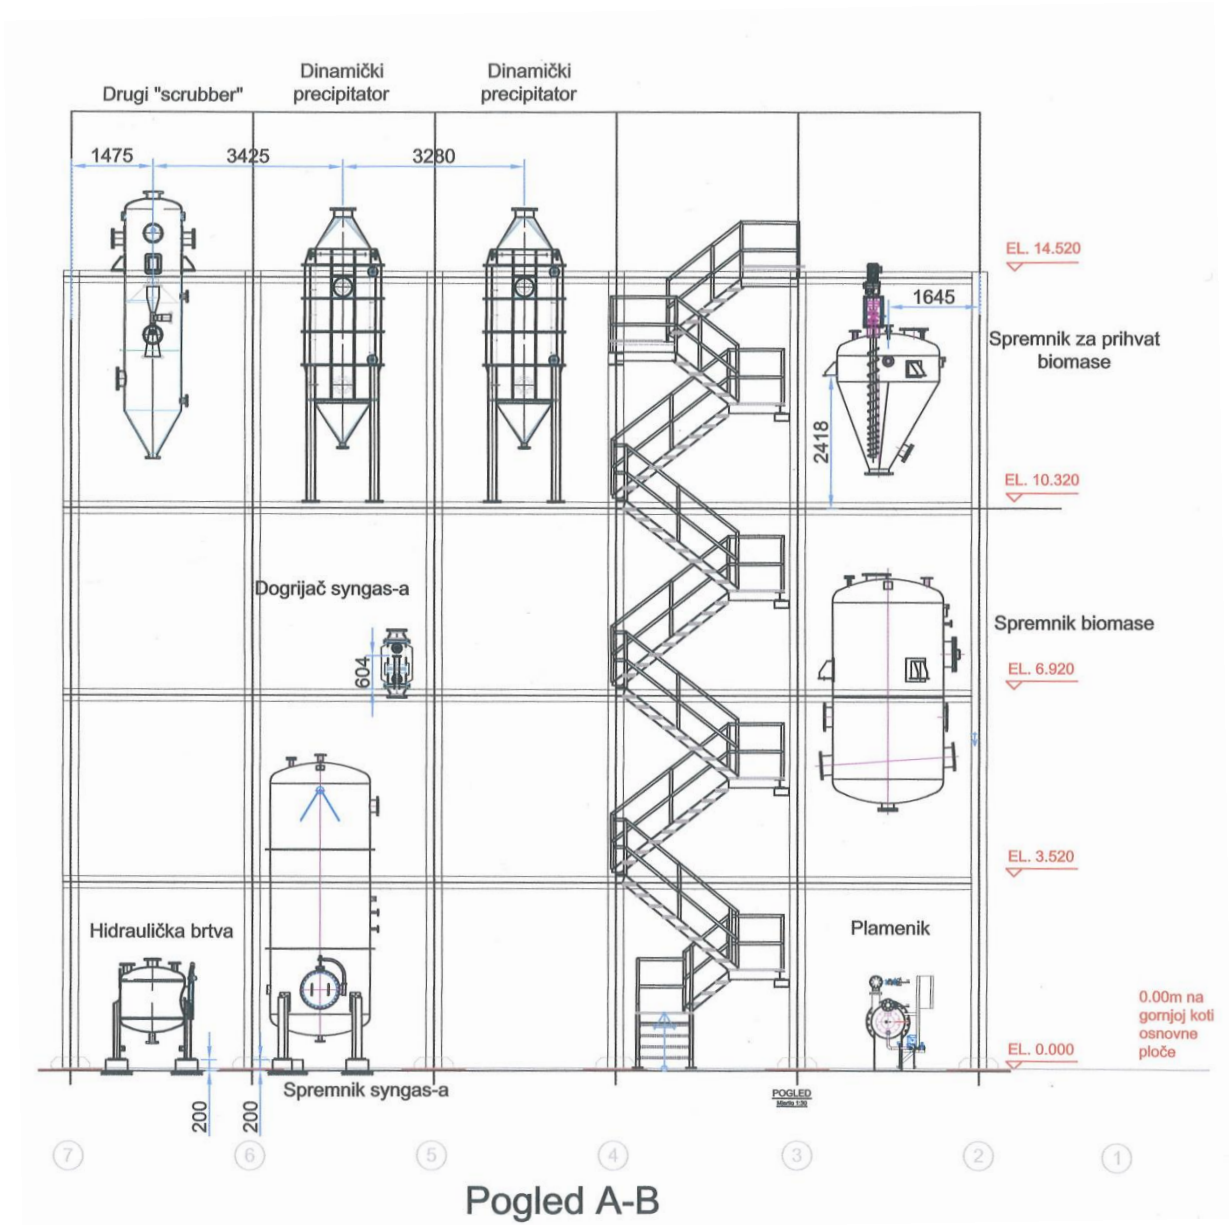 Drugi "scrubber"
Dinamički
precipitator
Dinamički
precipitator
1475
3425
3280
EL. 14.520
1645
Spremnik za prihvat
biomase
2418
EL. 10.320
Dogrijač syngas-a
604
Spremnik biomase
EL. 6.920
EL. 3.520
Hidraulička brtva
Plamenik
0.00m na
gornjoj koti
osnovne
ploče
EL. 0.000
200
200
Spremnik syngas-a
POGLED
7
6
5
4
3
2
1
Pogled A-B